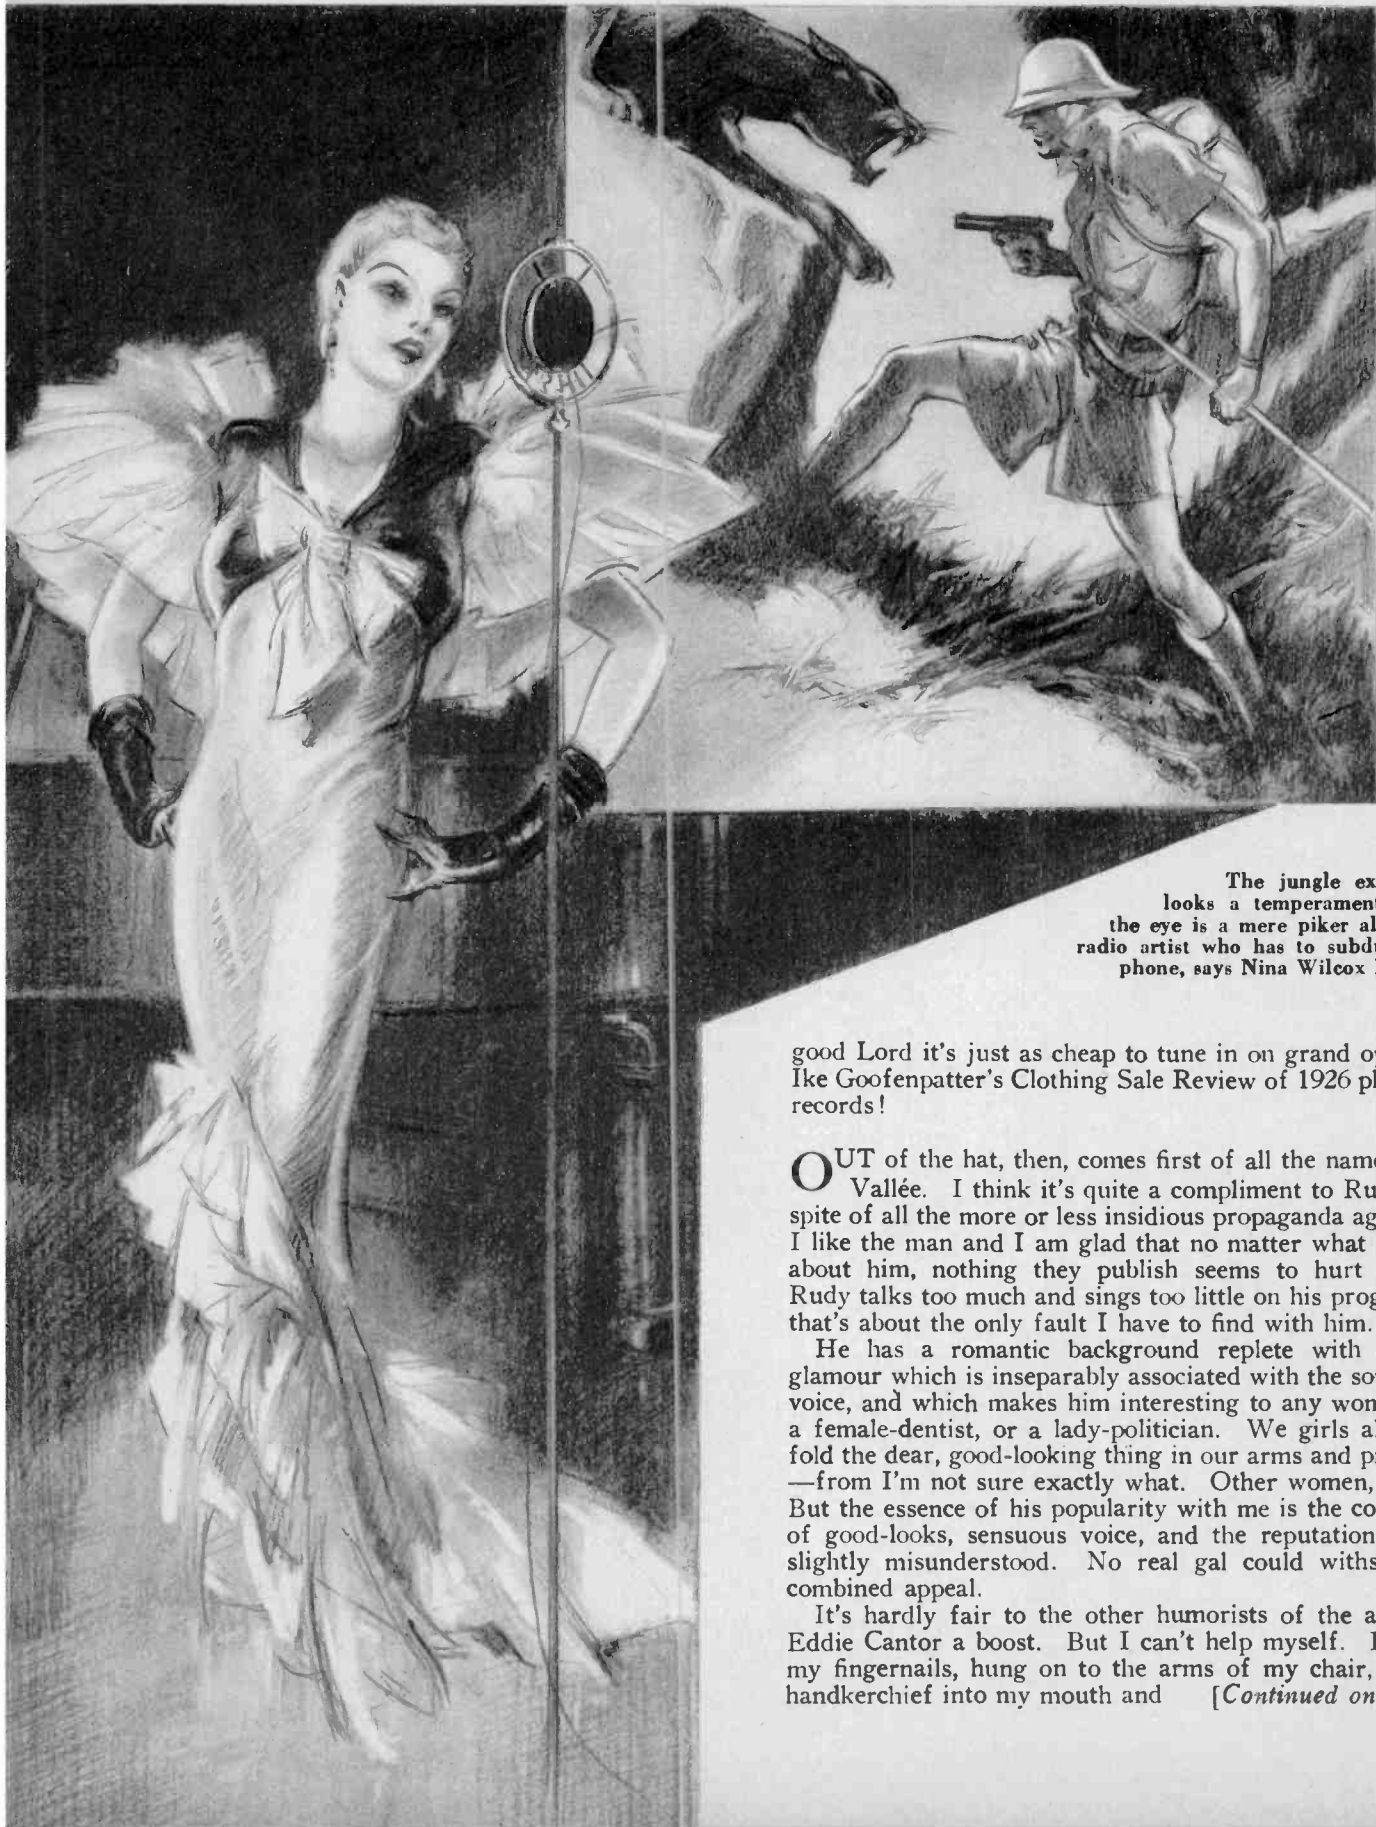 The jungle ex
looks a temperamen
the eye is a mere piker al
radio artist who has to subd
phone, says Nina Wilcox
good Lord it's just as cheap to tune in on grand o
Ike Goofenpatter's Clothing Sale Review of 1926 p
records!
OUT of the hat, then, comes first of all the nam
Vallée. I think it's quite a compliment to Ru
spite of all the more or less insidious propaganda ag
I like the man and I am glad that no matter what
about him, nothing they publish seems to hurt
Rudy talks too much and sings too little on his prog
that's about the only fault I have to find with him.
He has a romantic background replete with
glamour which is inseparably associated with the so
voice, and which makes him interesting to any wom
a female-dentist, or a lady-politician. We girls a
fold the dear, good-looking thing in our arms and p
—from I'm not sure exactly what. Other women,
But the essence of his popularity with me is the co
of good-looks, sensuous voice, and the reputation
slightly misunderstood. No real gal could withs
combined appeal.
It's hardly fair to the other humorists of the a
Eddie Cantor a boost. But I can't help myself.
my fingernails, hung on to the arms of my chair,
handkerchief into my mouth and [Continued on